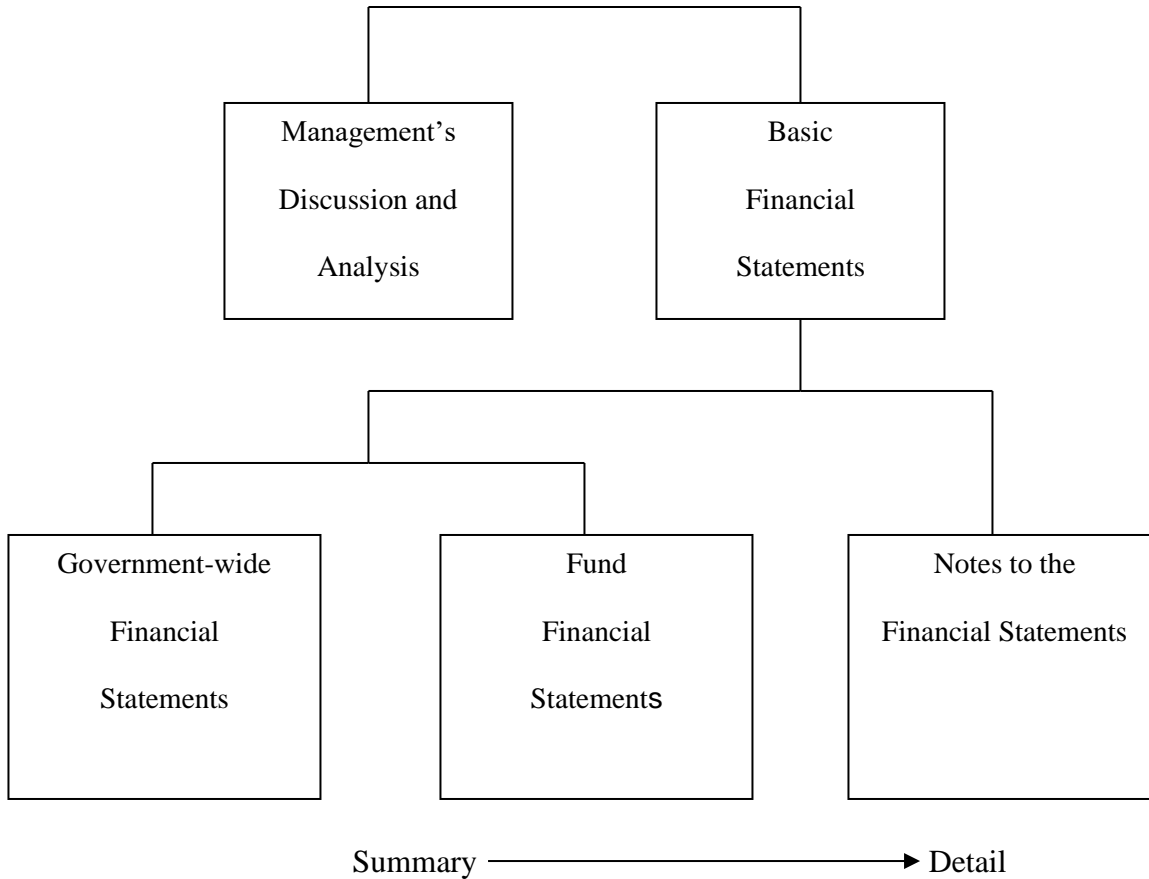 Management’s
Discussion and
Analysis
Basic
Financial
Statements
Government-wide
Financial
Statements
Fund
Financial
Statements
Notes to the
Financial Statements
Summary
Detail